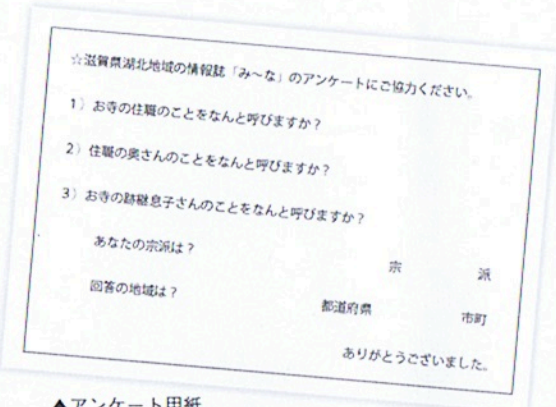 ☆滋賀県湖北地域の情報誌「み～な」のアンケートにご協力ください。
1）お寺の住職のことをなんと呼びますか？
2）住職の奥さんのことをなんと呼びますか？
3）お寺の跡継息子さんのことをなんと呼びますか？
あなたの宗派は？　宗　派
回答の地域は？　都道府県　市町
ありがとうございました。
▲アンケート用紙